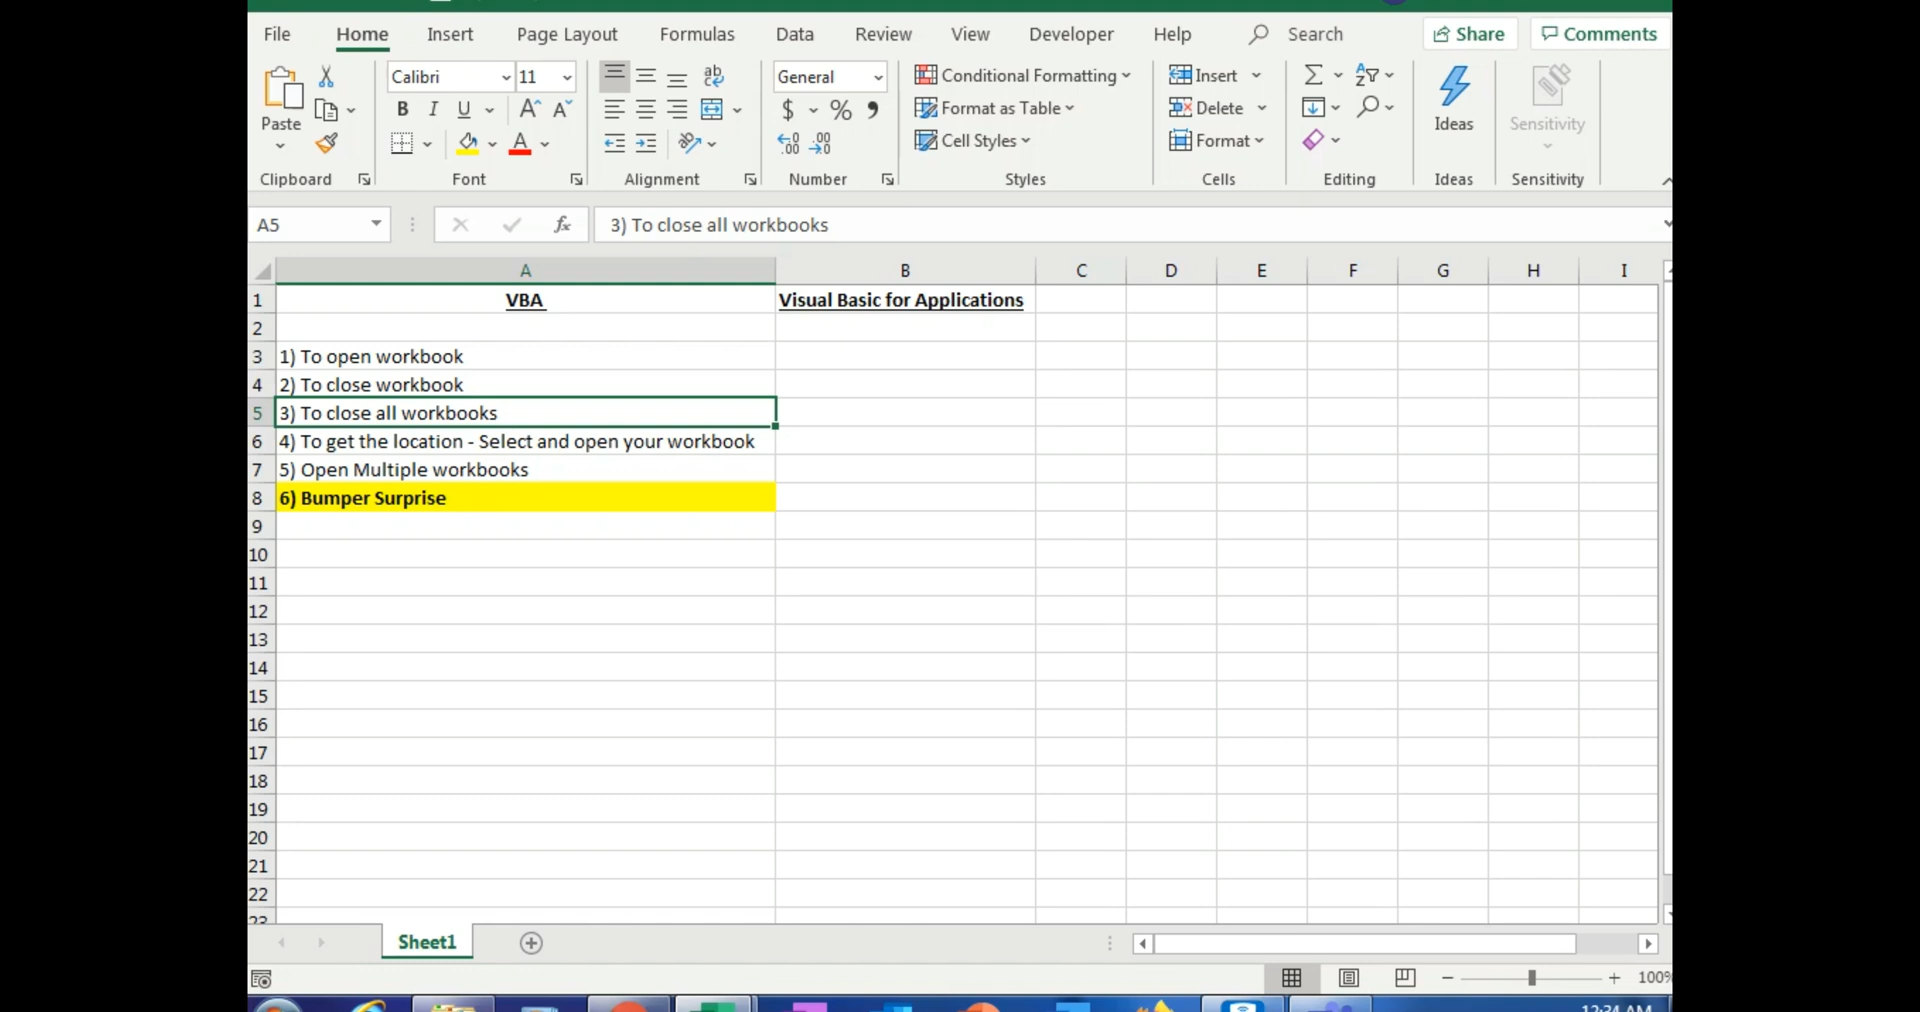 File Home Insert Page Layout Formulas Data Review View Developer Help Search Share Comments
Calibri 11 General Conditional Formatting Insert
Format as Table Delete
Paste Cell Styles Format Ideas Sensitivity
Clipboard Font Alignment Number Styles Cells Editing Ideas Sensitivity
A5 fx 3) To close all workbooks
A B C D E F G H I
1 VBA Visual Basic for Applications
2
3 1) To open workbook
4 2) To close workbook
5 3) To close all workbooks
6 4) To get the location - Select and open your workbook
7 5) Open Multiple workbooks
8 6) Bumper Surprise
9
10
11
12
13
14
15
16
17
18
19
20
21
22
23
Sheet1
100%
12:34 AM